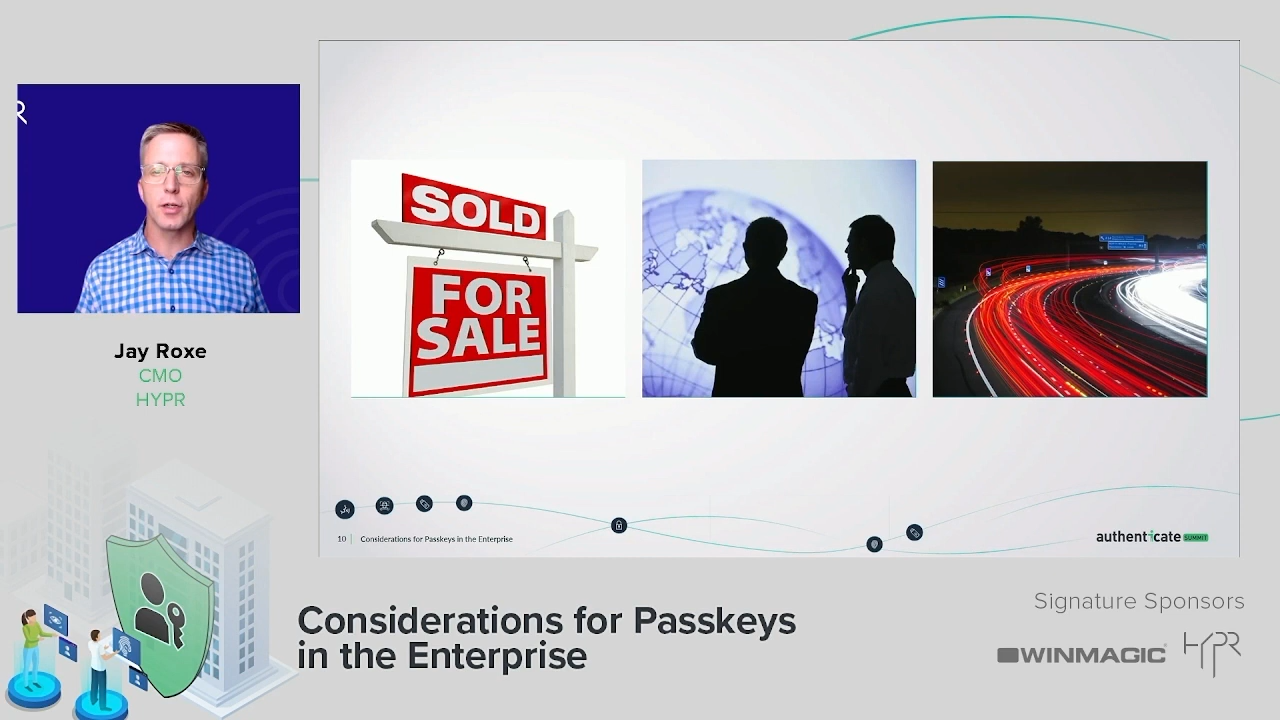 R
Jay Roxe
CMO
HYPR
SOLD
FOR
SALE
10 | Considerations for Passkeys in the Enterprise
authenticate SUMMIT
Considerations for Passkeys
in the Enterprise
Signature Sponsors
WINMAGIC
HYPR